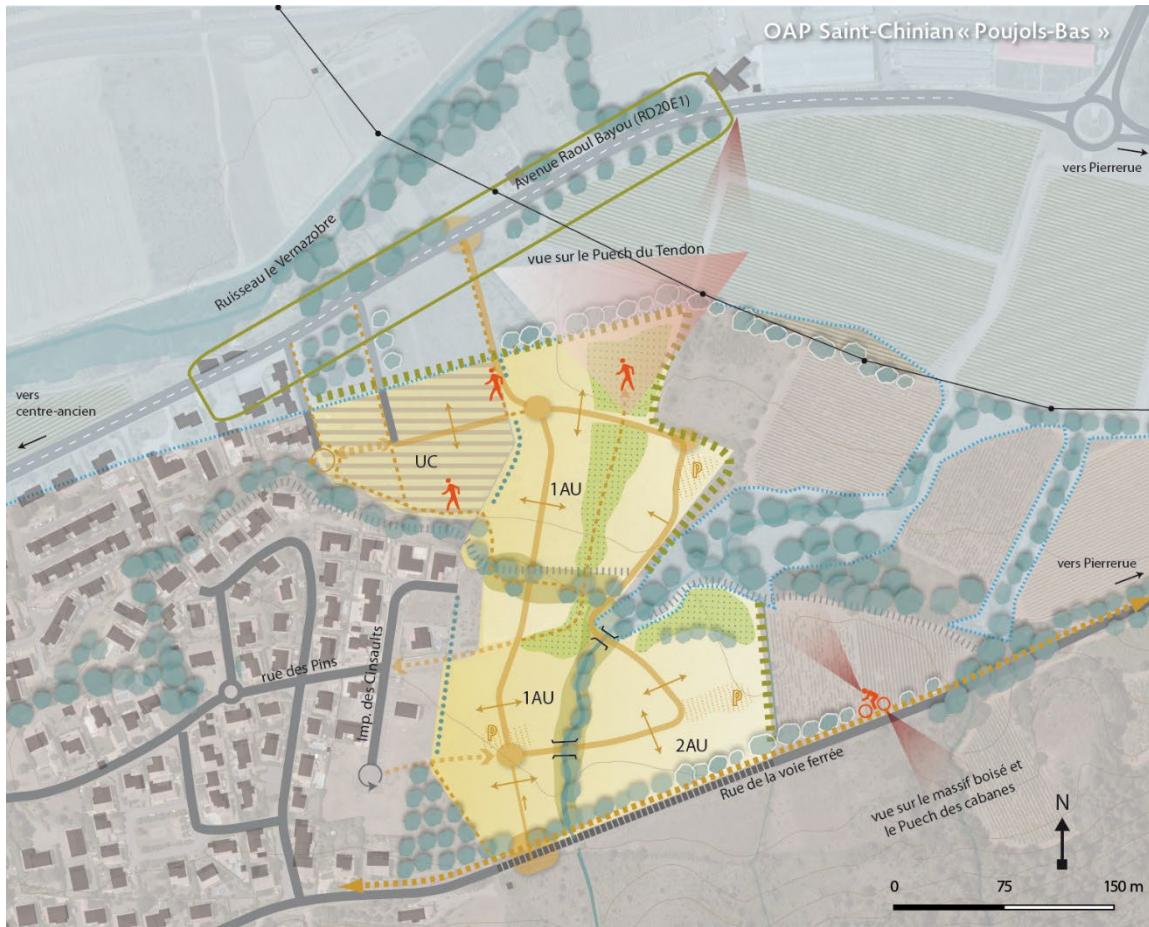 OAP Saint-Chinian « Poujols-Bas »
Avenue Raoul Bayou (RD20E1)
vers Pierrerue
Ruisseau le Vernazobre
vue sur le Puech du Tendon
vers
centre-ancien
UC
P
1AU
vers Pierrerue
rue des Pins
Imp. des Cinsaults
1AU
P
P
2AU
Rue de la voie ferrée
vue sur le massif boisé et
le Puech des cabanes
N
0 75 150 m